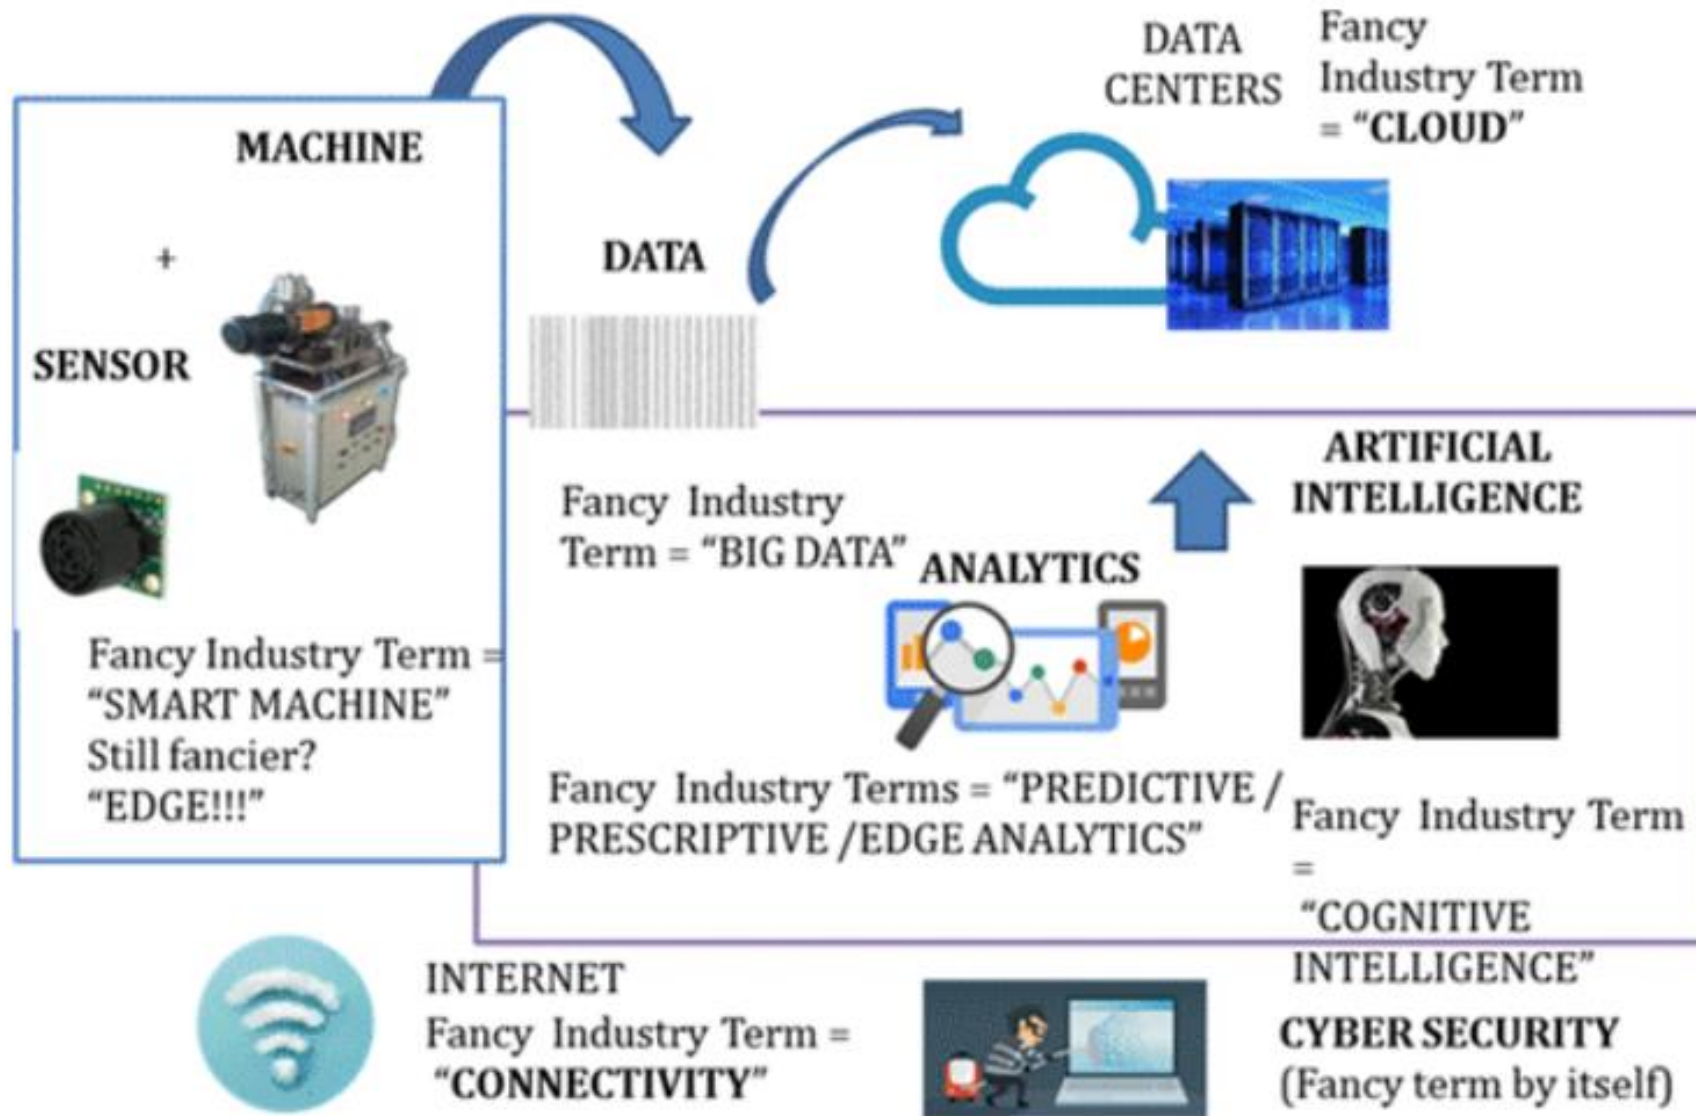 MACHINE
+
SENSOR
Fancy Industry Term =
“SMART MACHINE”
Still fancier?
“EDGE!!!”
DATA
Fancy Industry
Term = “BIG DATA”
DATA
CENTERS
Fancy
Industry Term
= “CLOUD”
ANALYTICS
Fancy Industry Terms = “PREDICTIVE /
PRESCRIPTIVE /EDGE ANALYTICS”
ARTIFICIAL
INTELLIGENCE
Fancy Industry Term
=
“COGNITIVE
INTELLIGENCE”
INTERNET
Fancy Industry Term =
“CONNECTIVITY”
CYBER SECURITY
(Fancy term by itself)